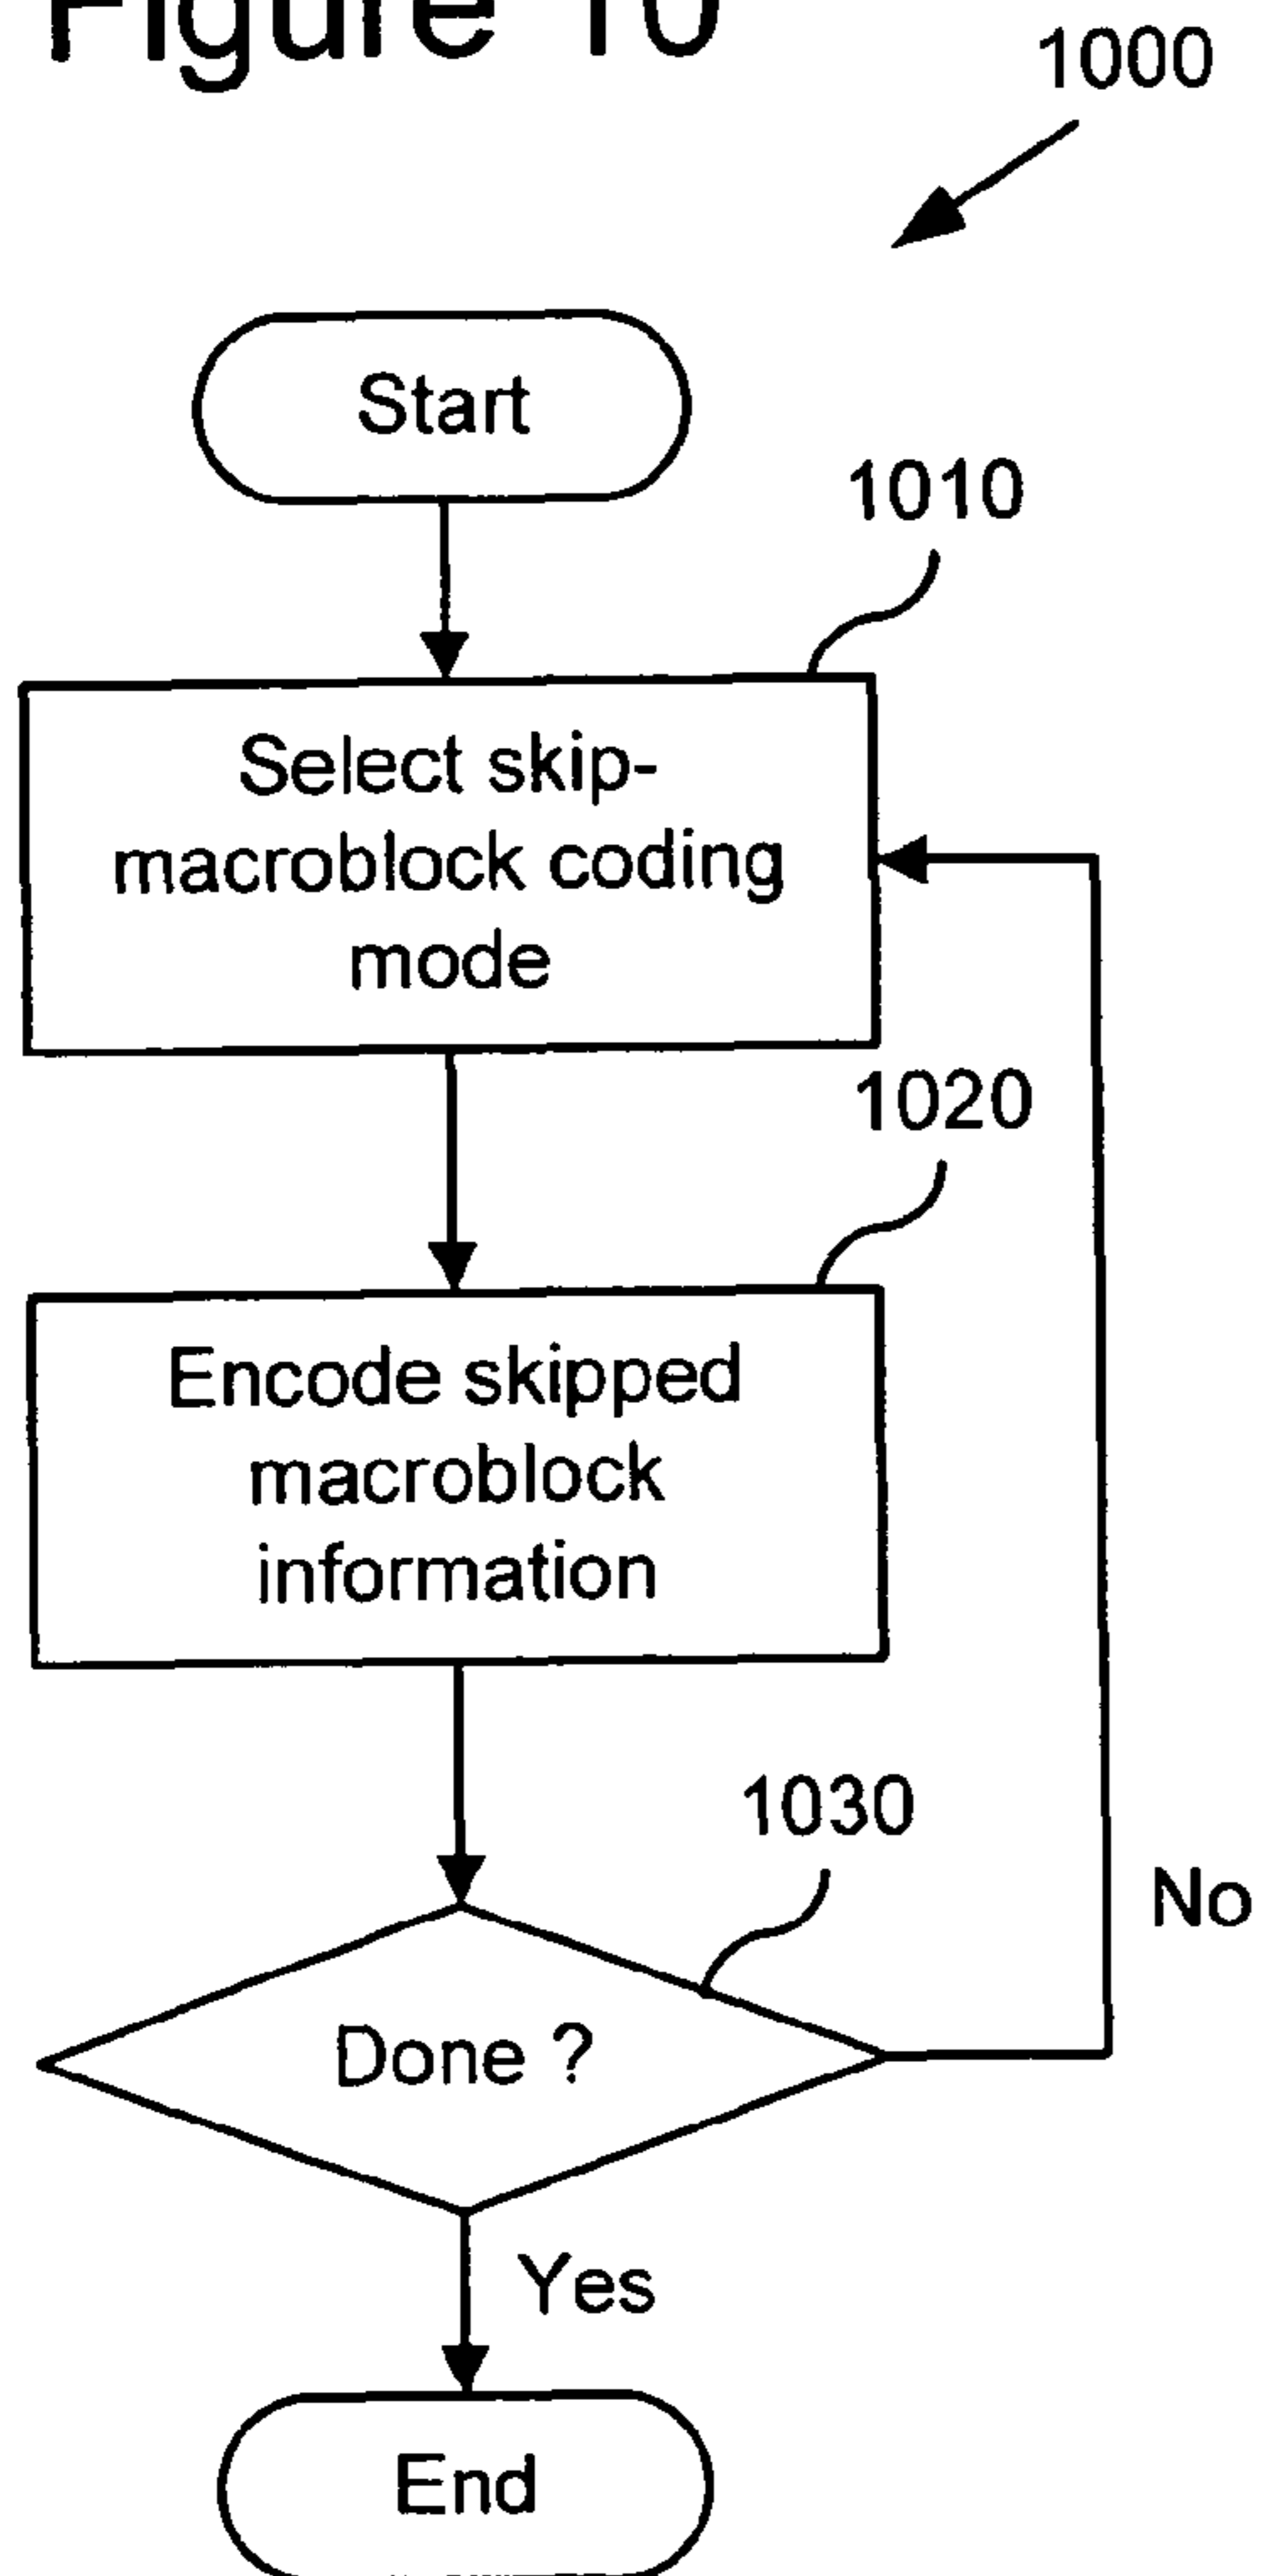 Figure 10
1000
Start
1010
Select skip-
macroblock coding
mode
1020
Encode skipped
macroblock
information
1030
No
Done ?
Yes
End